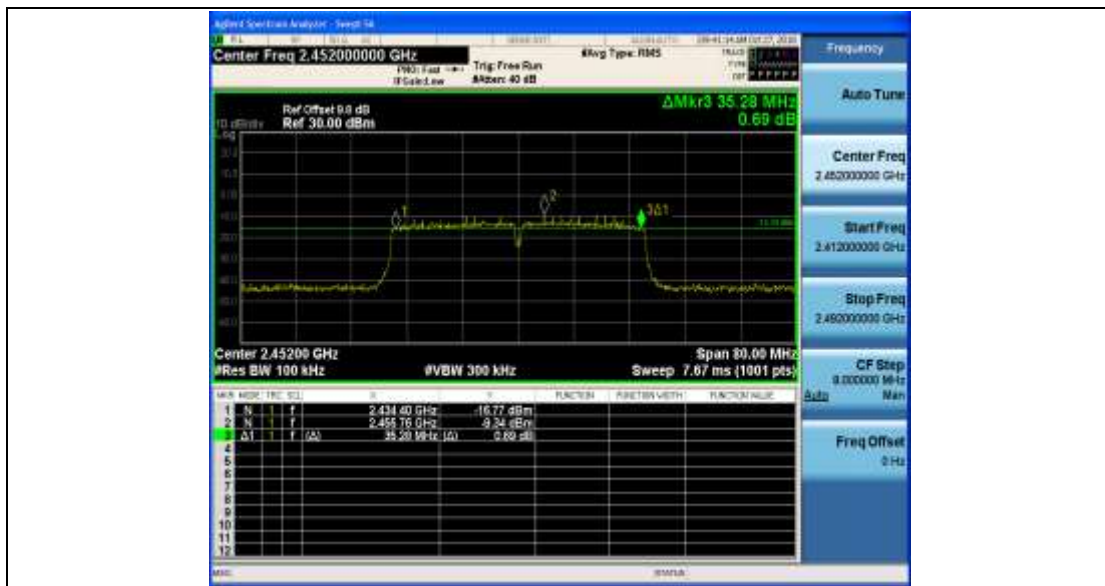 Agilent Spectrum Analyzer - Swept SA
Center Freq 2.452000000 GHz
PNO: Fast
IFGain:Low
Trig: Free Run
#Atten: 40 dB
#Avg Type: RMS
Frequency
Auto Tune
Ref Offset 9.8 dB
10 dB/div Ref 30.00 dBm
Log
ΔMkr3 35.28 MHz
0.69 dB
1
2
3Δ1
Center Freq
2.452000000 GHz
Start Freq
2.412000000 GHz
Stop Freq
2.492000000 GHz
CF Step
8.000000 MHz
Auto Man
Freq Offset
0 Hz
Center 2.45200 GHz
Span 80.00 MHz
#Res BW 100 kHz
#VBW 300 kHz
Sweep 7.67 ms (1001 pts)
MKR MODE TRC SCL X Y FUNCTION FUNCTION WIDTH FUNCTION VALUE
1 N 1 f 2.434 40 GHz -16.77 dBm
2 N 1 f 2.455 76 GHz -9.34 dBm
3 Δ1 1 f (Δ) 35.28 MHz (Δ) 0.69 dB
4
5
6
7
8
9
10
11
12
MSG
STATUS